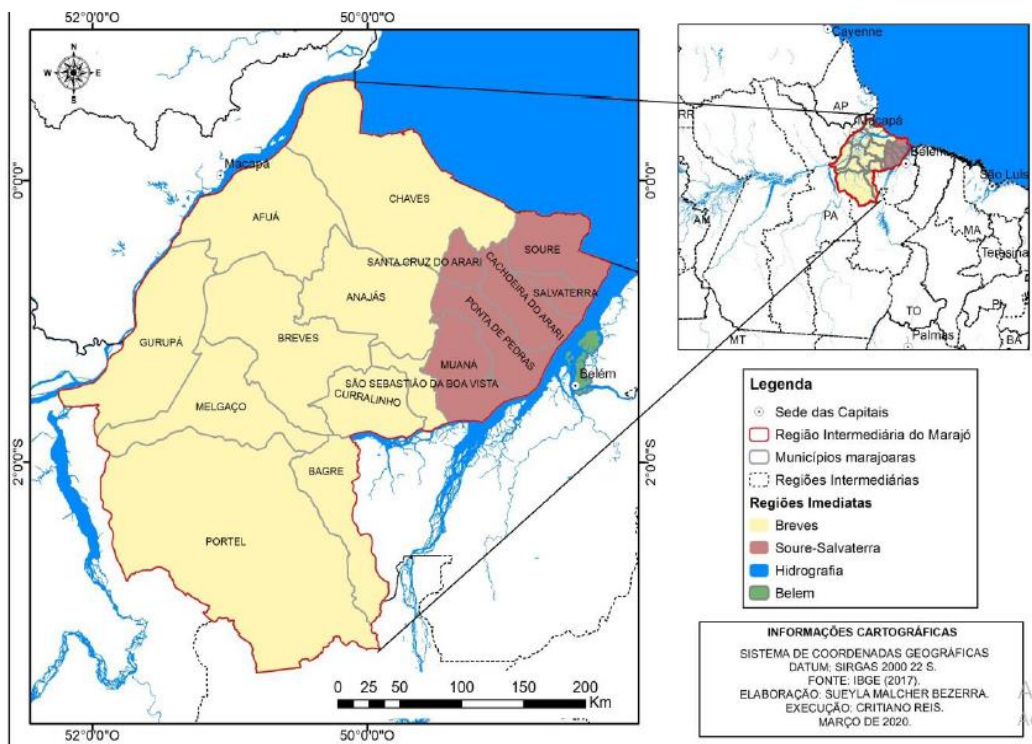 52°0'0"O
50°0'0"O
N
W
E
S
Macapá
0°0'0"
CHAVES
AFUÁ
SOURE
SANTA CRUZ DO ARARI
CACHOEIRA DO ARARI
ANAJÁS
SALVATERRA
PONTA DE PEDRAS
GURUPÁ
BREVES
MUANÁ
SÃO SEBASTIÃO DA BOA VISTA
CURRALINHO
Belém
MELGAÇO
2°0'0"S
BAGRE
PORTEL
0 25 50 100 150 200
Km
52°0'0"O
50°0'0"O
0°0'0"
2°0'0"S
Cayenne
AP
RR
Macapá
Belém
São Luís
AM
PA
MA
Teresina
PI
TO
Palmas
BA
MT
Legenda
Sede das Capitais
Região Intermediária do Marajó
Municípios marajoaras
Regiões Intermediárias
Regiões Imediatas
Breves
Soure-Salvaterra
Hidrografia
Belem
INFORMAÇÕES CARTOGRÁFICAS
SISTEMA DE COORDENADAS GEOGRÁFICAS
DATUM: SIRGAS 2000 22 S.
FONTE: IBGE (2017).
ELABORAÇÃO: SUEYLA MALCHER BEZERRA.
EXECUÇÃO: CRITIANO REIS.
MARÇO DE 2020.